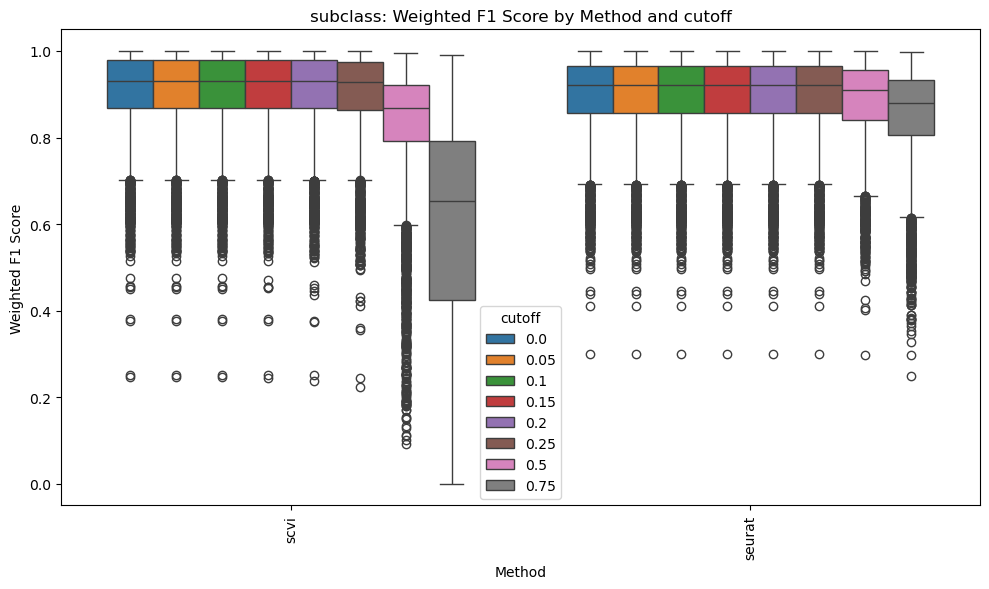 subclass: Weighted F1 Score by Method and cutoff
Weighted F1 Score
1.0
0.8
0.6
0.4
0.2
0.0
cutoff
0.0
0.05
0.1
0.15
0.2
0.25
0.5
0.75
scvi
seurat
Method